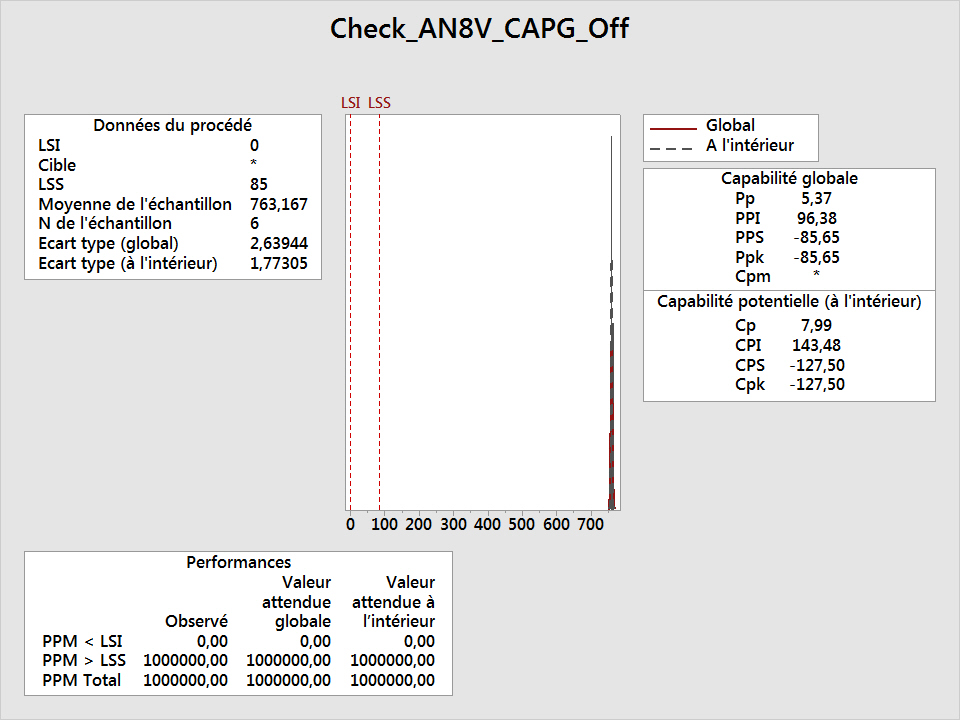 Check_AN8V_CAPG_Off
LSI LSS
Données du procédé
LSI 0
Cible *
LSS 85
Moyenne de l'échantillon 763,167
N de l'échantillon 6
Ecart type (global) 2,63944
Ecart type (à l'intérieur) 1,77305
Global
A l'intérieur
Capabilité globale
Pp 5,37
PPI 96,38
PPS -85,65
Ppk -85,65
Cpm *
Capabilité potentielle (à l'intérieur)
Cp 7,99
CPI 143,48
CPS -127,50
Cpk -127,50
0 100 200 300 400 500 600 700
Performances
Valeur Valeur
attendue attendue à
Observé globale l'intérieur
PPM < LSI 0,00 0,00 0,00
PPM > LSS 1000000,00 1000000,00 1000000,00
PPM Total 1000000,00 1000000,00 1000000,00